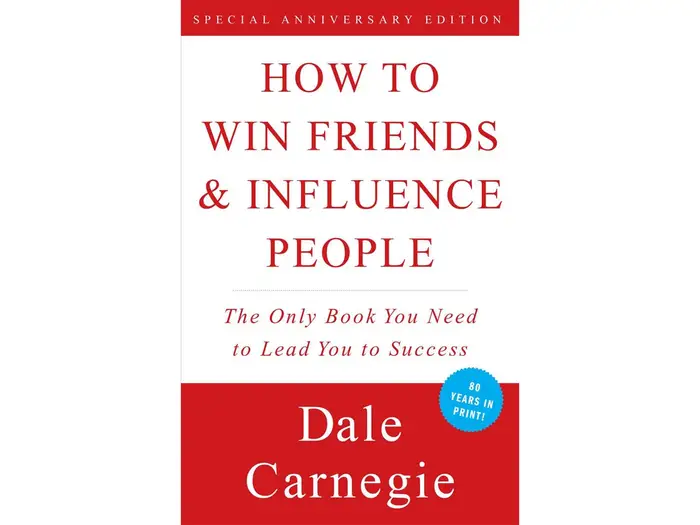 SPECIAL ANNIVERSARY EDITION
HOW TO
WIN FRIENDS
& INFLUENCE
PEOPLE
The Only Book You Need
to Lead You to Success
80
YEARS IN
PRINT!
Dale
Carnegie